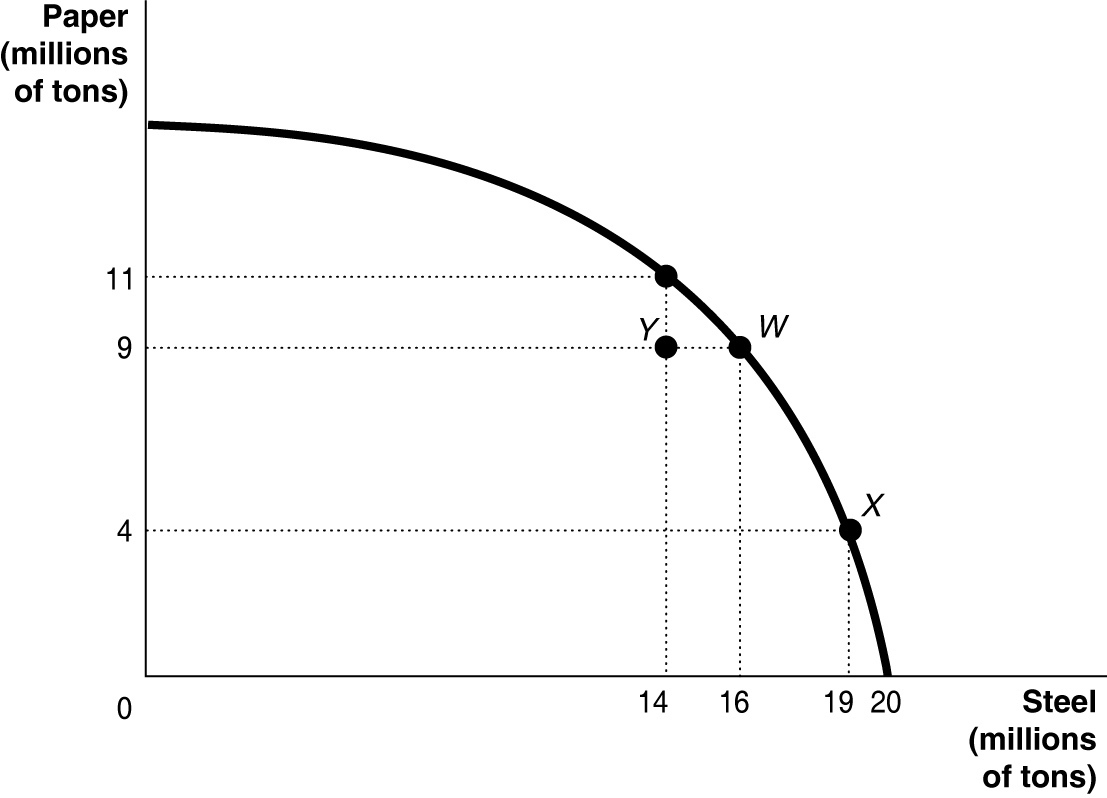 Paper
(millions
of tons)
11
Y
W
9
X
4
0
14 16 19 20
Steel
(millions
of tons)